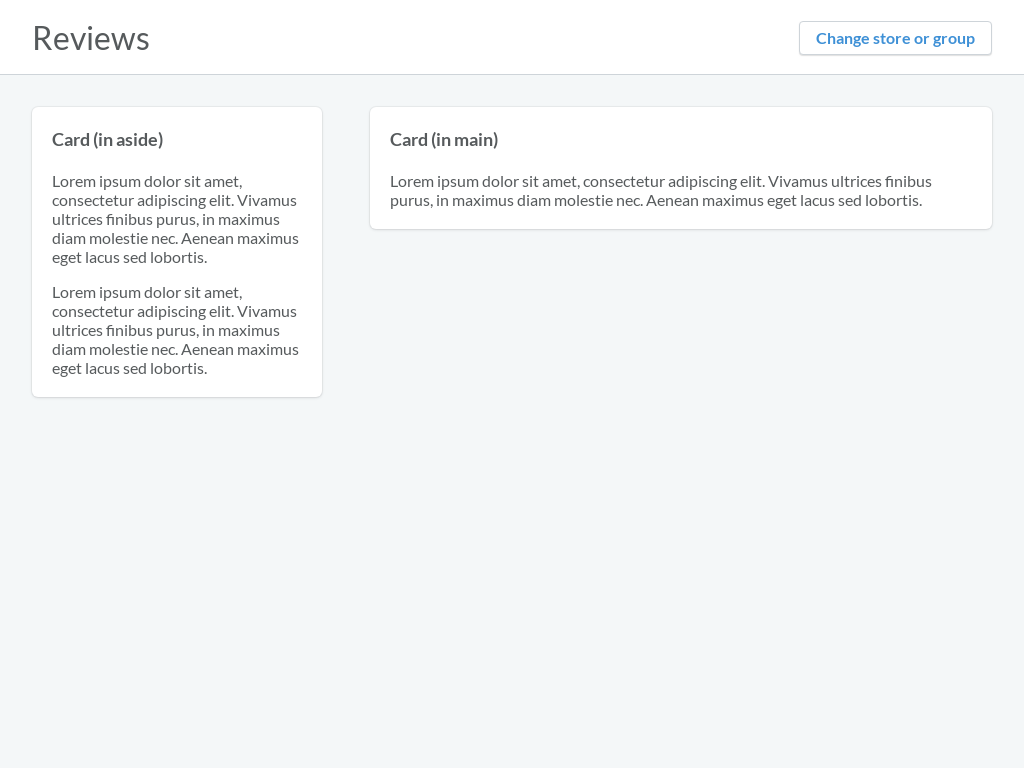 Reviews
Change store or group
Card (in aside)
Lorem ipsum dolor sit amet,
consectetur adipiscing elit. Vivamus
ultrices finibus purus, in maximus
diam molestie nec. Aenean maximus
eget lacus sed lobortis.
Lorem ipsum dolor sit amet,
consectetur adipiscing elit. Vivamus
ultrices finibus purus, in maximus
diam molestie nec. Aenean maximus
eget lacus sed lobortis.
Card (in main)
Lorem ipsum dolor sit amet, consectetur adipiscing elit. Vivamus ultrices finibus
purus, in maximus diam molestie nec. Aenean maximus eget lacus sed lobortis.